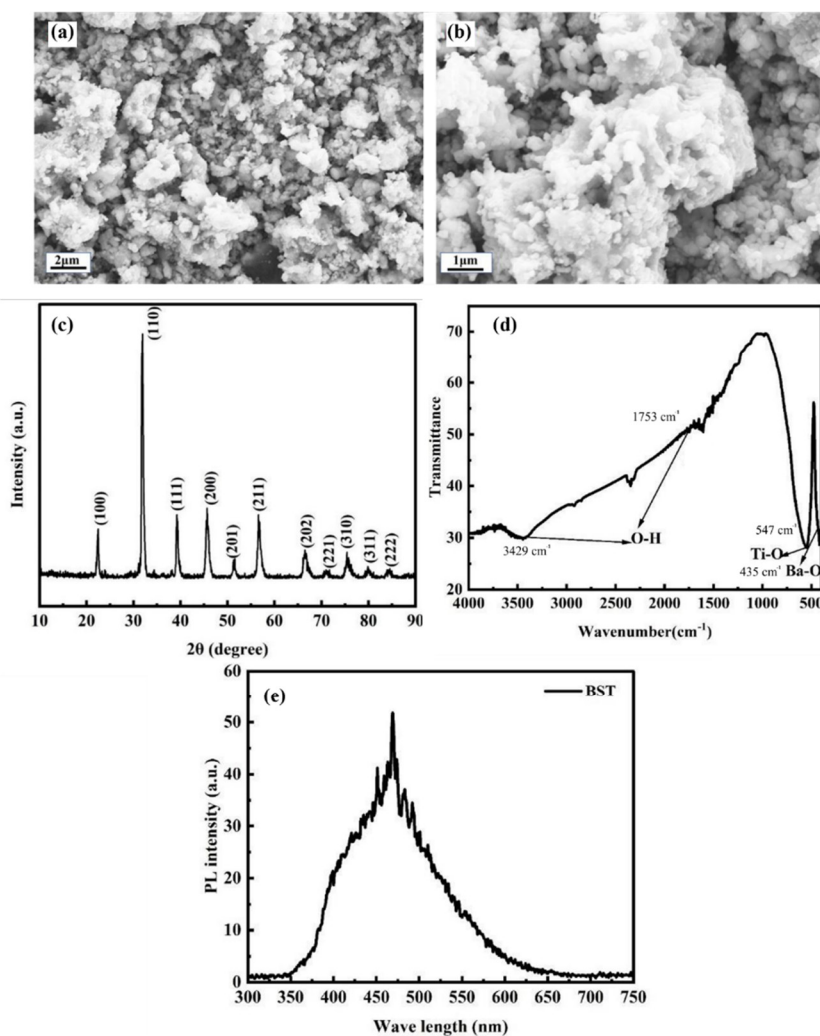 (a)
(b)
2μm
1μm
(c)
(100)
(110)
(111)
(200)
(201)
(211)
(202)
(221)
(310)
(311)
(222)
Intensity (a.u.)
10 20 30 40 50 60 70 80 90
2θ (degree)
(d)
70
60
50
40
30
20
Transmittance
1753 cm⁻¹
O-H
3429 cm⁻¹
547 cm⁻¹
Ti-O
435 cm⁻¹ Ba-O
4000 3500 3000 2500 2000 1500 1000 500
Wavenumber(cm⁻¹)
(e)
BST
60
50
40
30
20
10
0
PL intensity (a.u.)
300 350 400 450 500 550 600 650 700 750
Wave length (nm)